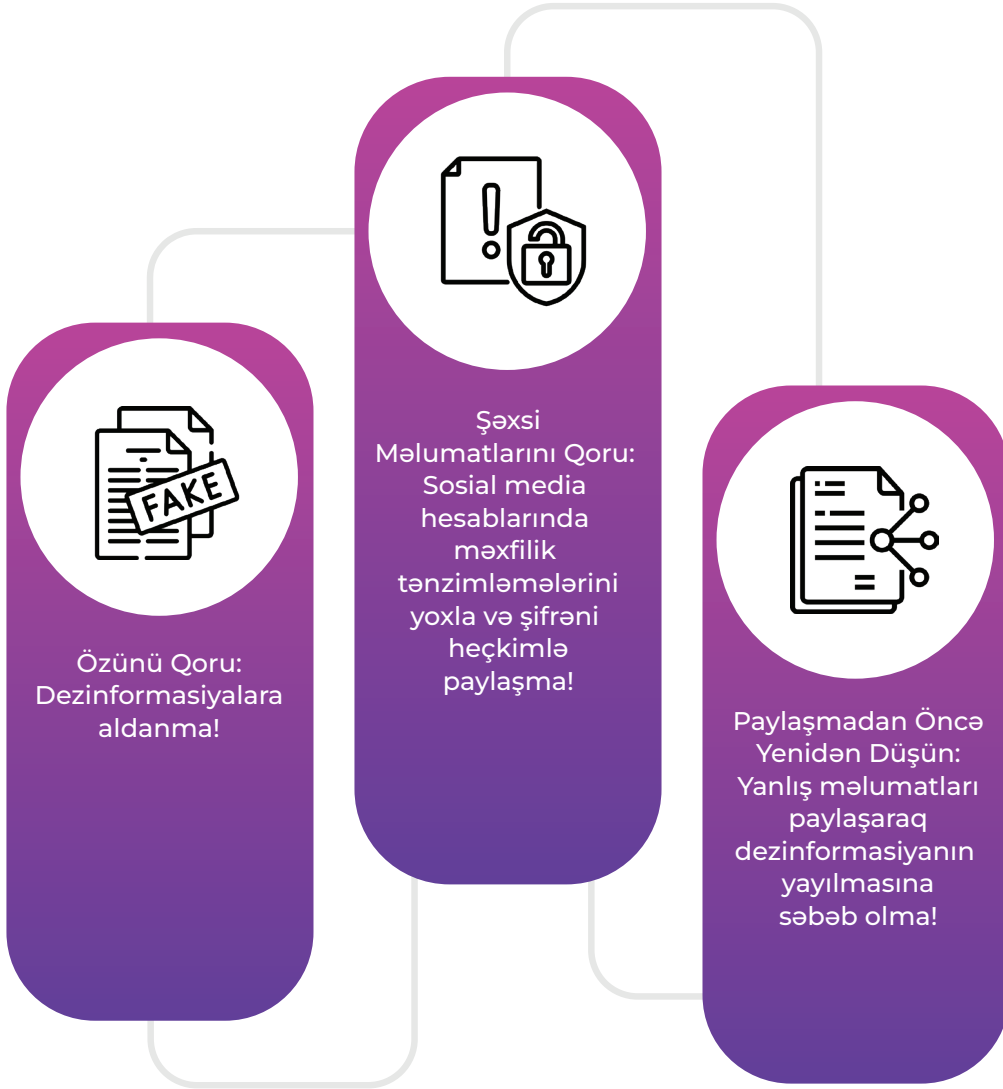 FAKE
Özünü Qoru:
Dezinformasiyalara
aldanma!
Şəxsi
Məlumatlarını Qoru:
Sosial media
hesablarında
məxfilik
tənzimləmələrini
yoxla və şifrəni
heçkimlə
paylaşma!
Paylaşmadan Öncə
Yenidən Düşün:
Yanlış məlumatları
paylaşaraq
dezinformasiyanın
yayılmasına
səbəb olma!